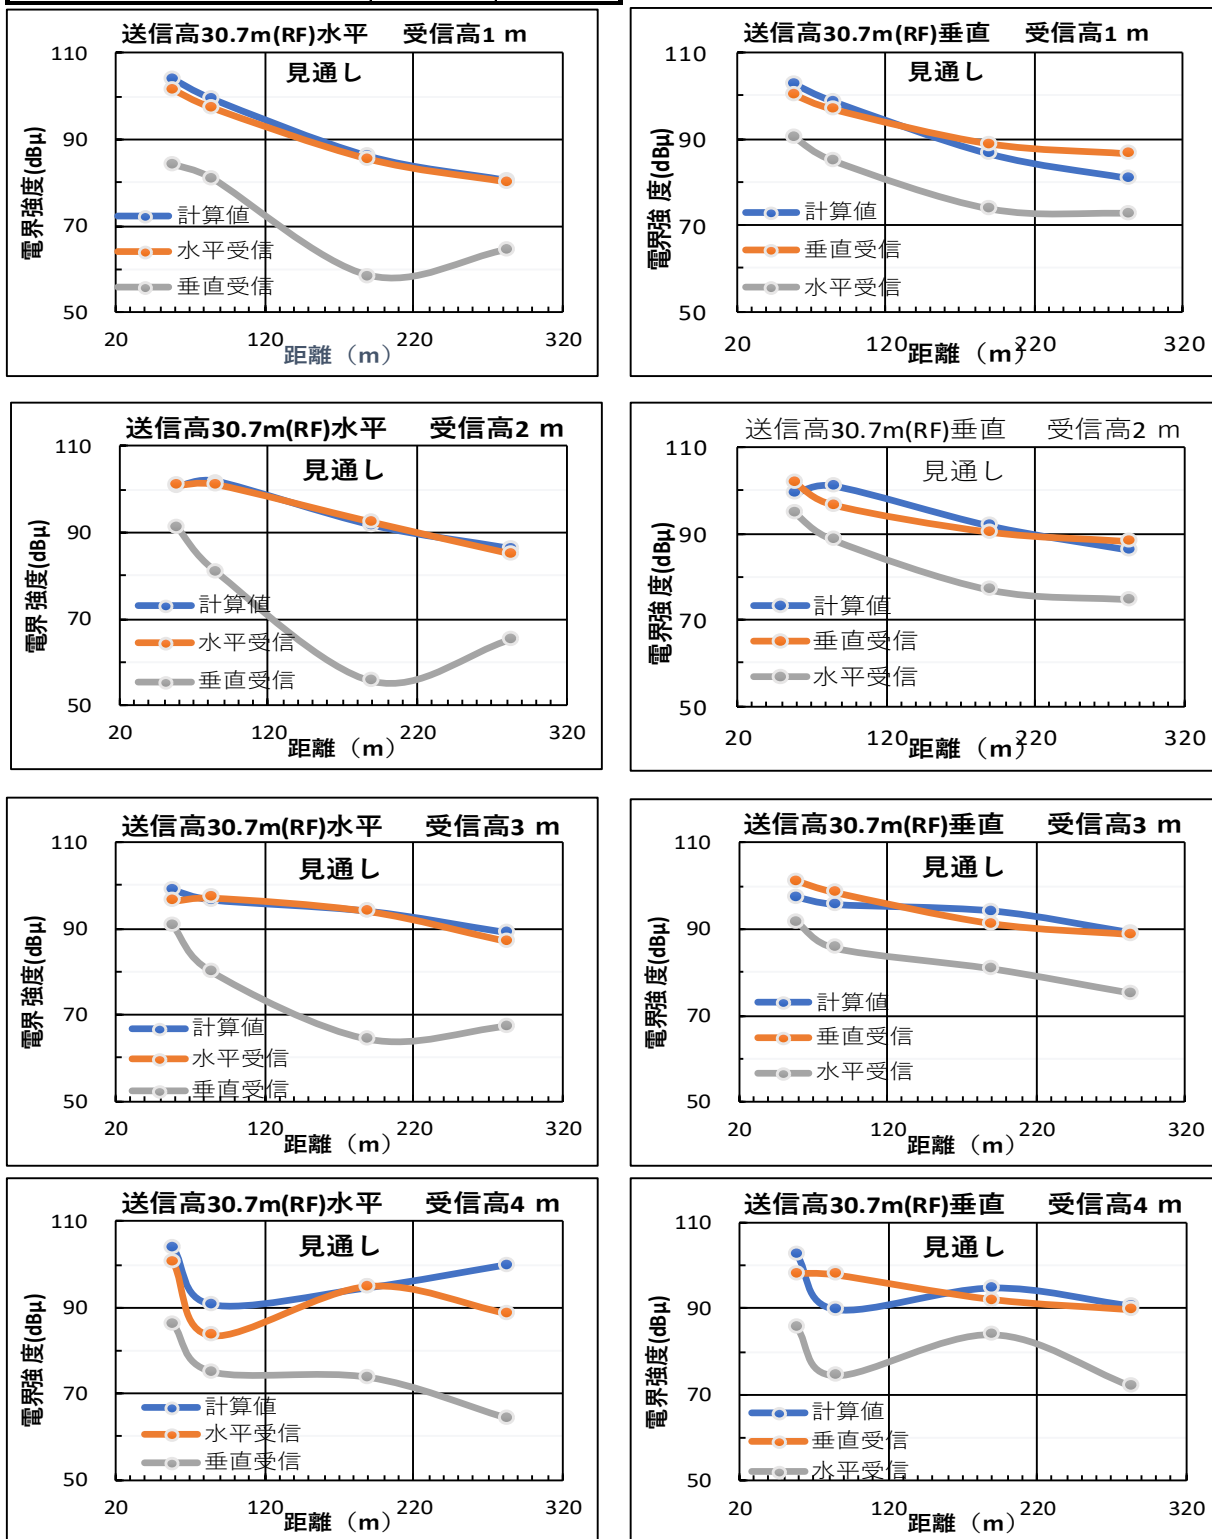 送信高30.7m(RF)水平 受信高1 m
見通し
110
90
70
50
電界強度(dBμ)
計算値
水平受信
垂直受信
20 120 220 320
距離（m）
送信高30.7m(RF)垂直 受信高1 m
見通し
110
90
70
50
電界強度(dBμ)
計算値
垂直受信
水平受信
20 120 220 320
距離（m）
送信高30.7m(RF)水平 受信高2 m
見通し
110
90
70
50
電界強度(dBμ)
計算値
水平受信
垂直受信
20 120 220 320
距離（m）
送信高30.7m(RF)垂直 受信高2 m
見通し
110
90
70
50
電界強度(dBμ)
計算値
垂直受信
水平受信
20 120 220 320
距離（m）
送信高30.7m(RF)水平 受信高3 m
見通し
110
90
70
50
電界強度(dBμ)
計算値
水平受信
垂直受信
20 120 220 320
距離（m）
送信高30.7m(RF)垂直 受信高3 m
見通し
110
90
70
50
電界強度(dBμ)
計算値
垂直受信
水平受信
20 120 220 320
距離（m）
送信高30.7m(RF)水平 受信高4 m
見通し
110
90
70
50
電界強度(dBμ)
計算値
水平受信
垂直受信
20 120 220 320
距離（m）
送信高30.7m(RF)垂直 受信高4 m
見通し
110
90
70
50
電界強度(dBμ)
計算値
垂直受信
水平受信
20 120 220 320
距離（m）